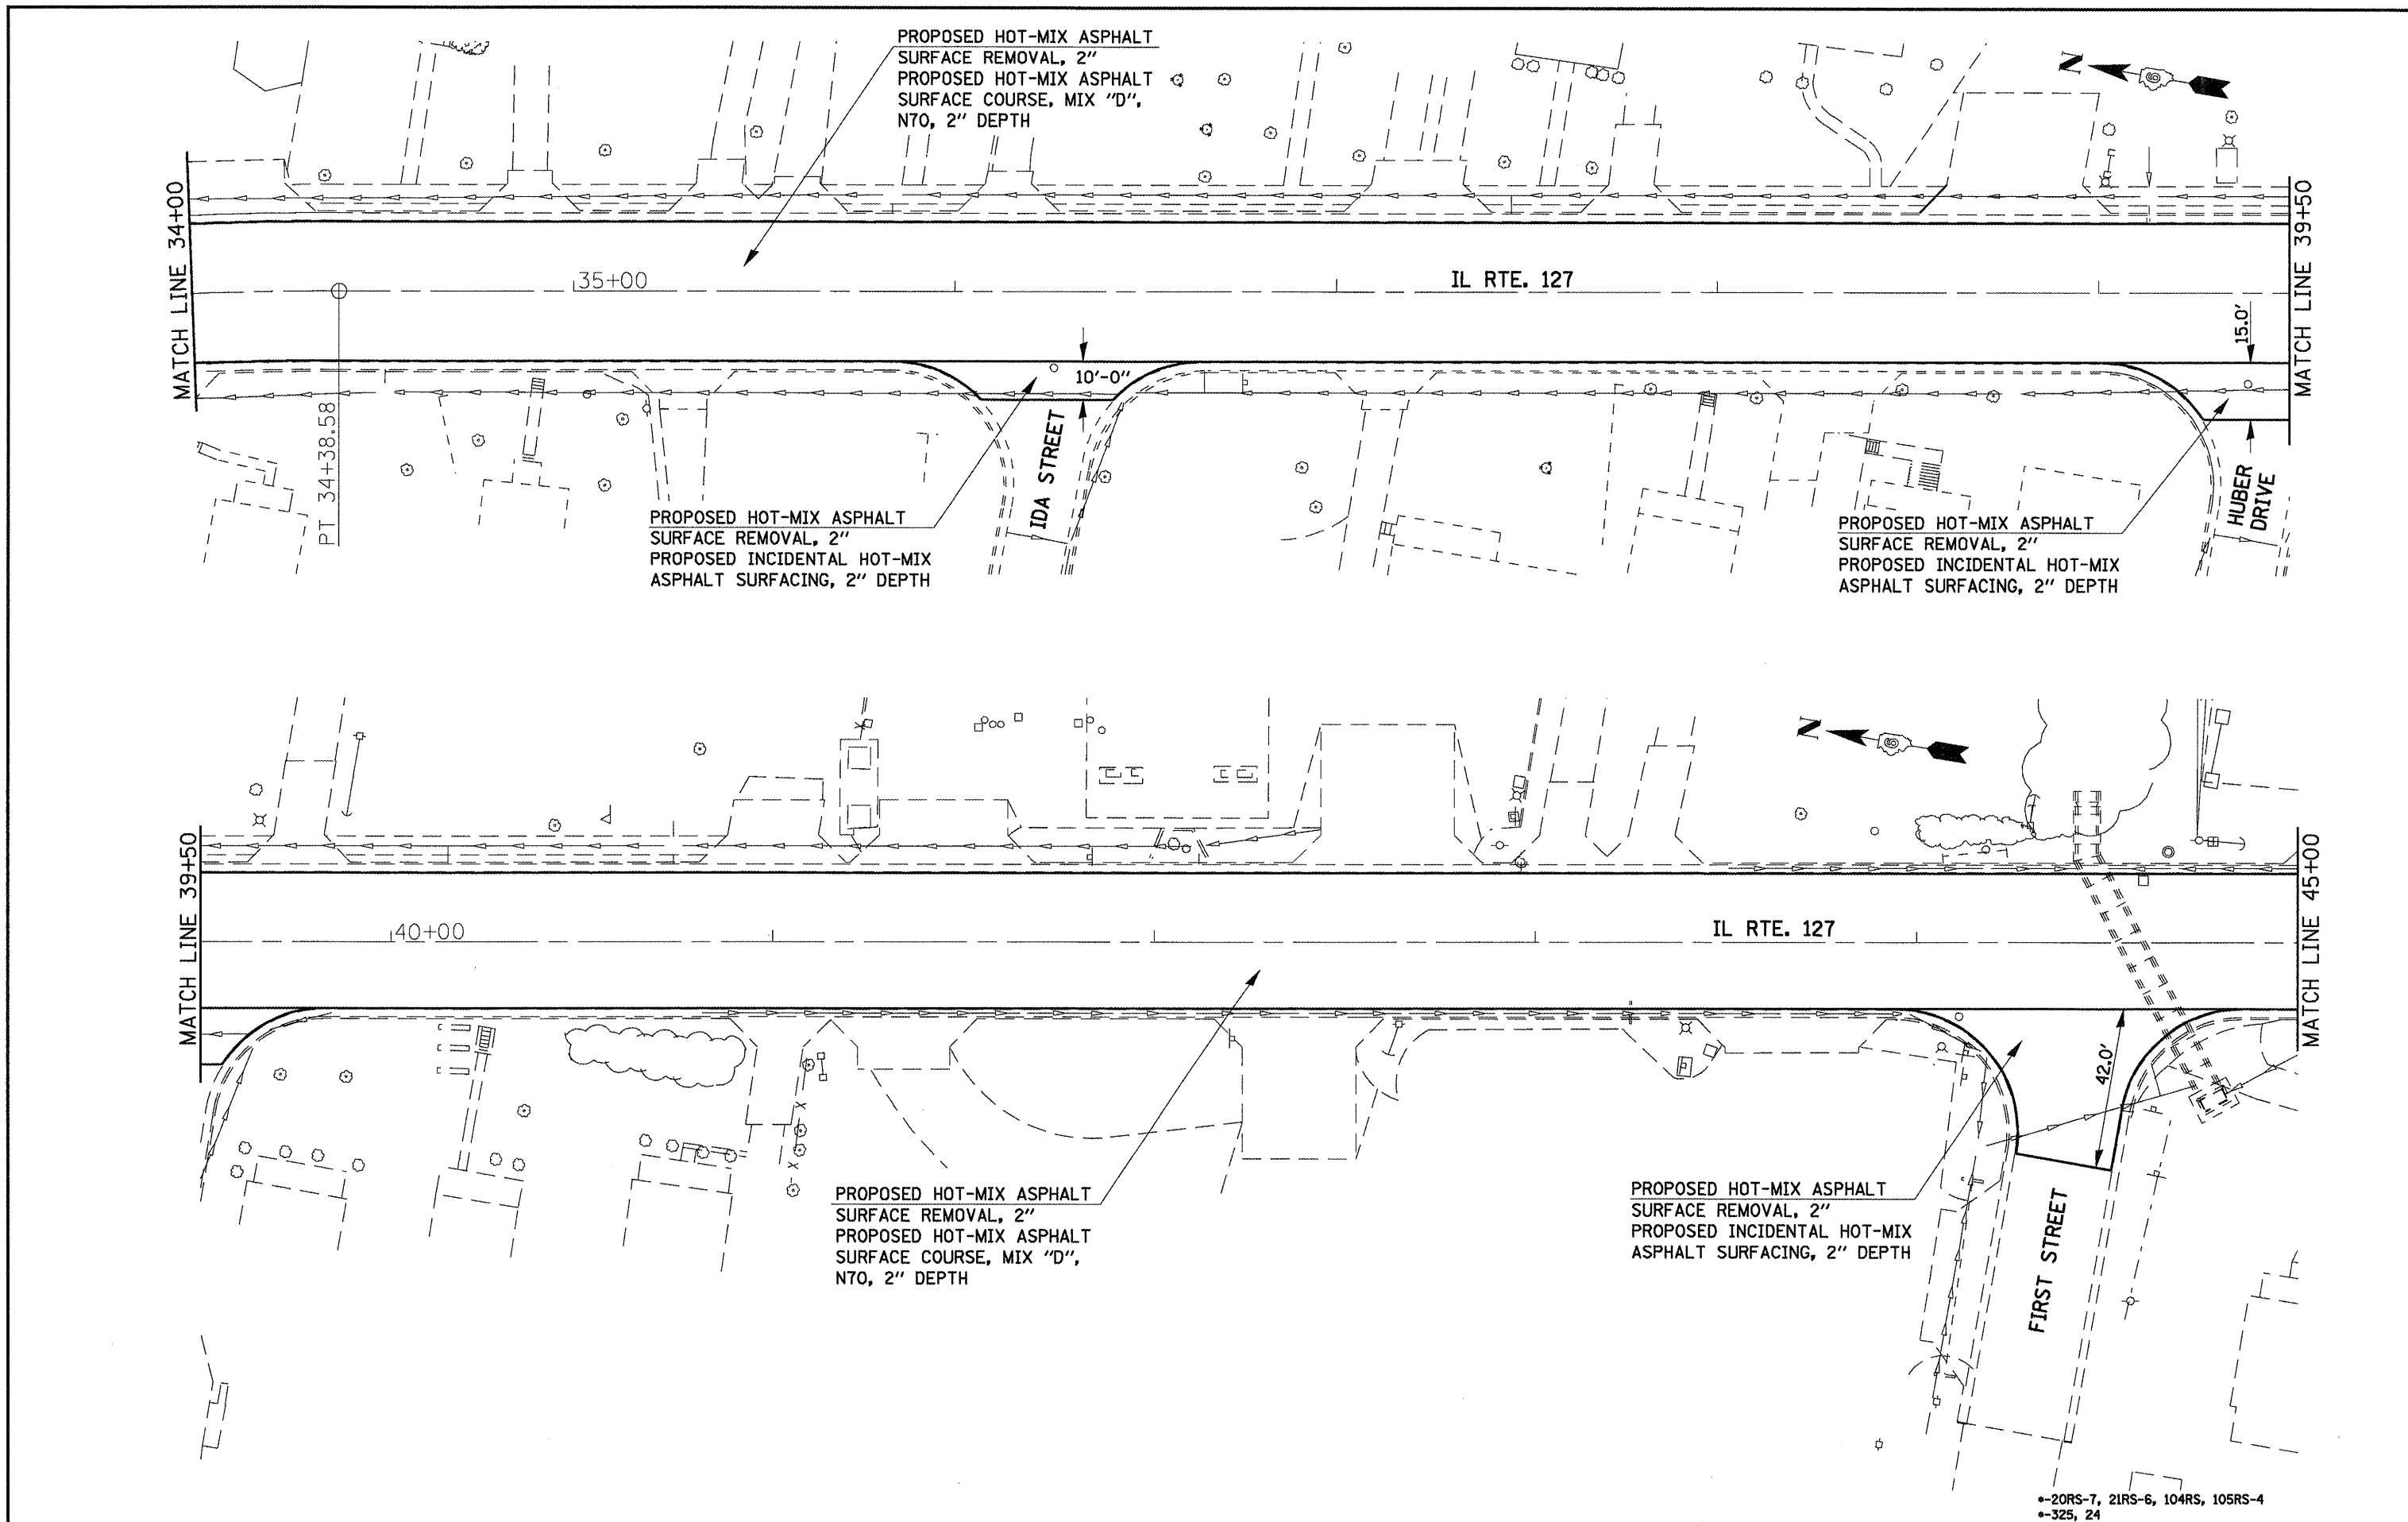 PROPOSED HOT-MIX ASPHALT
SURFACE REMOVAL, 2"
PROPOSED HOT-MIX ASPHALT
SURFACE COURSE, MIX "D",
N70, 2" DEPTH
N
MATCH LINE 34+00
35+00
IL RTE. 127
MATCH LINE 39+50
15.0'
10'-0"
PT 34+38.58
IDA STREET
HUBER
DRIVE
PROPOSED HOT-MIX ASPHALT
SURFACE REMOVAL, 2"
PROPOSED INCIDENTAL HOT-MIX
ASPHALT SURFACING, 2" DEPTH
PROPOSED HOT-MIX ASPHALT
SURFACE REMOVAL, 2"
PROPOSED INCIDENTAL HOT-MIX
ASPHALT SURFACING, 2" DEPTH
N
MATCH LINE 39+50
40+00
IL RTE. 127
MATCH LINE 45+00
42.0'
PROPOSED HOT-MIX ASPHALT
SURFACE REMOVAL, 2"
PROPOSED HOT-MIX ASPHALT
SURFACE COURSE, MIX "D",
N70, 2" DEPTH
PROPOSED HOT-MIX ASPHALT
SURFACE REMOVAL, 2"
PROPOSED INCIDENTAL HOT-MIX
ASPHALT SURFACING, 2" DEPTH
FIRST STREET
*-20RS-7, 21RS-6, 104RS, 105RS-4
*-325, 24